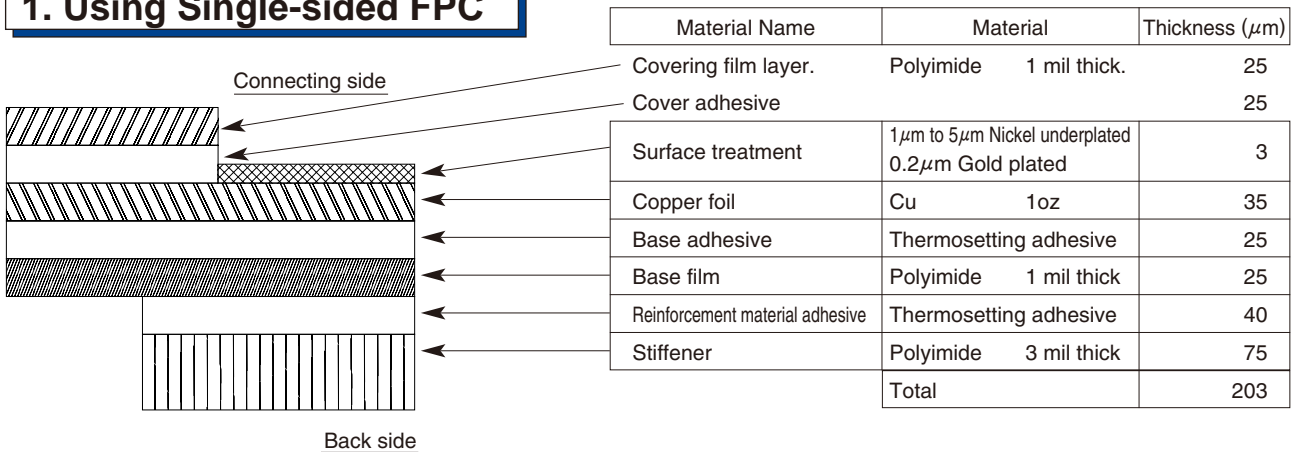 1. Using Single-sided FPC
Connecting side
Back side
Material Name Material Thickness (μm)
Covering film layer. Polyimide 1 mil thick. 25
Cover adhesive 25
Surface treatment 1μm to 5μm Nickel underplated 3
0.2μm Gold plated
Copper foil Cu 1oz 35
Base adhesive Thermosetting adhesive 25
Base film Polyimide 1 mil thick 25
Reinforcement material adhesive Thermosetting adhesive 40
Stiffener Polyimide 3 mil thick 75
Total 203